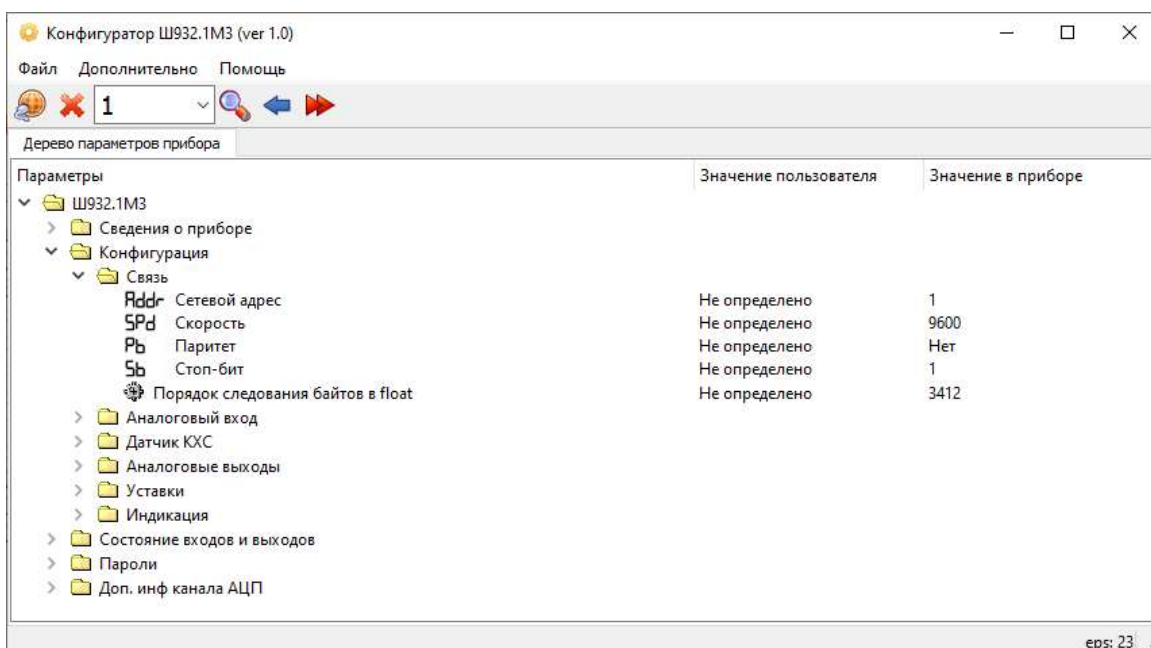 Конфигуратор Ш932.1М3 (ver 1.0)
Файл Дополнительно Помощь
1
Дерево параметров прибора
Параметры Значение пользователя Значение в приборе
Ш932.1М3
Сведения о приборе
Конфигурация
Связь
Addr Сетевой адрес Не определено 1
SPd Скорость Не определено 9600
Pb Паритет Не определено Нет
Sb Стоп-бит Не определено 1
Порядок следования байтов в float Не определено 3412
Аналоговый вход
Датчик КХС
Аналоговые выходы
Уставки
Индикация
Состояние входов и выходов
Пароли
Доп. инф канала АЦП
eps: 23